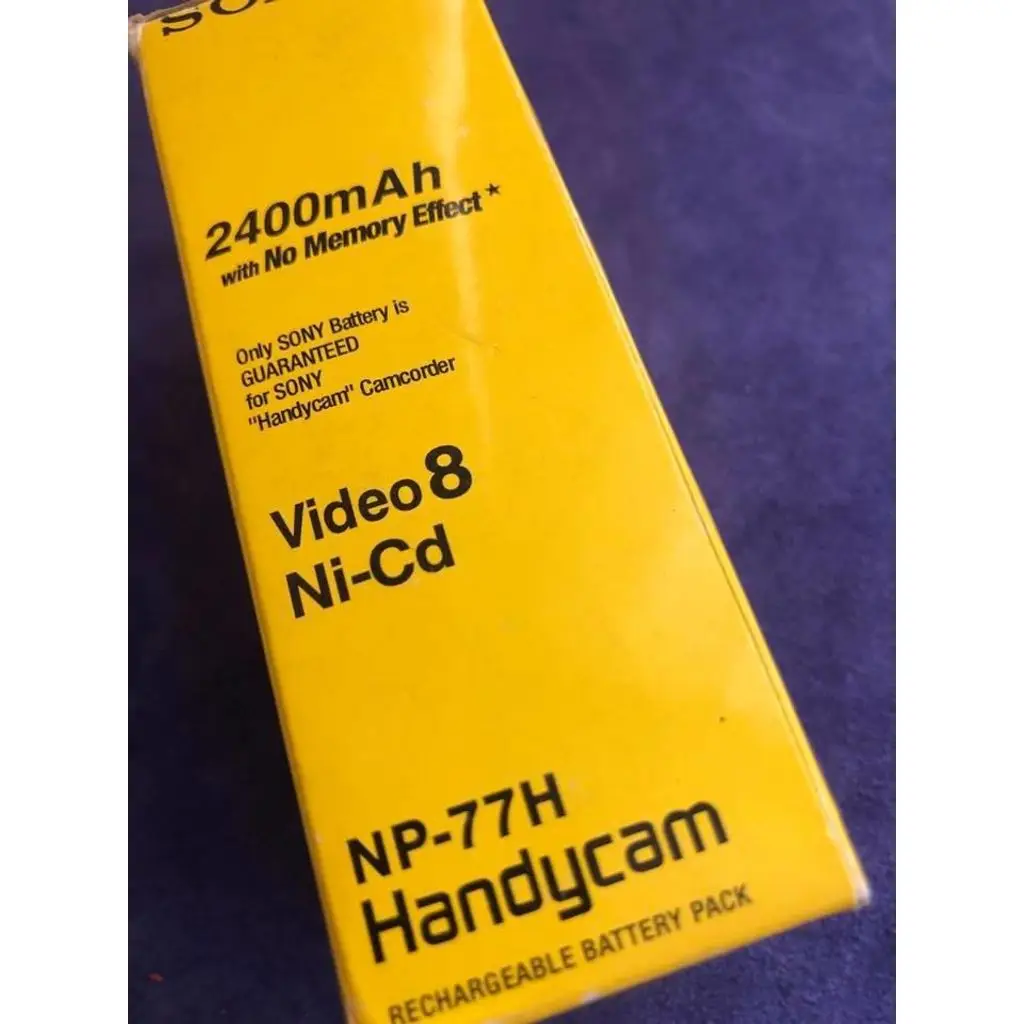 2400mAh
with No Memory Effect*
Only SONY Battery is
GUARANTEED
for SONY
"Handycam" Camcorder
Video 8
Ni-Cd
NP-77H
Handycam
RECHARGEABLE BATTERY PACK